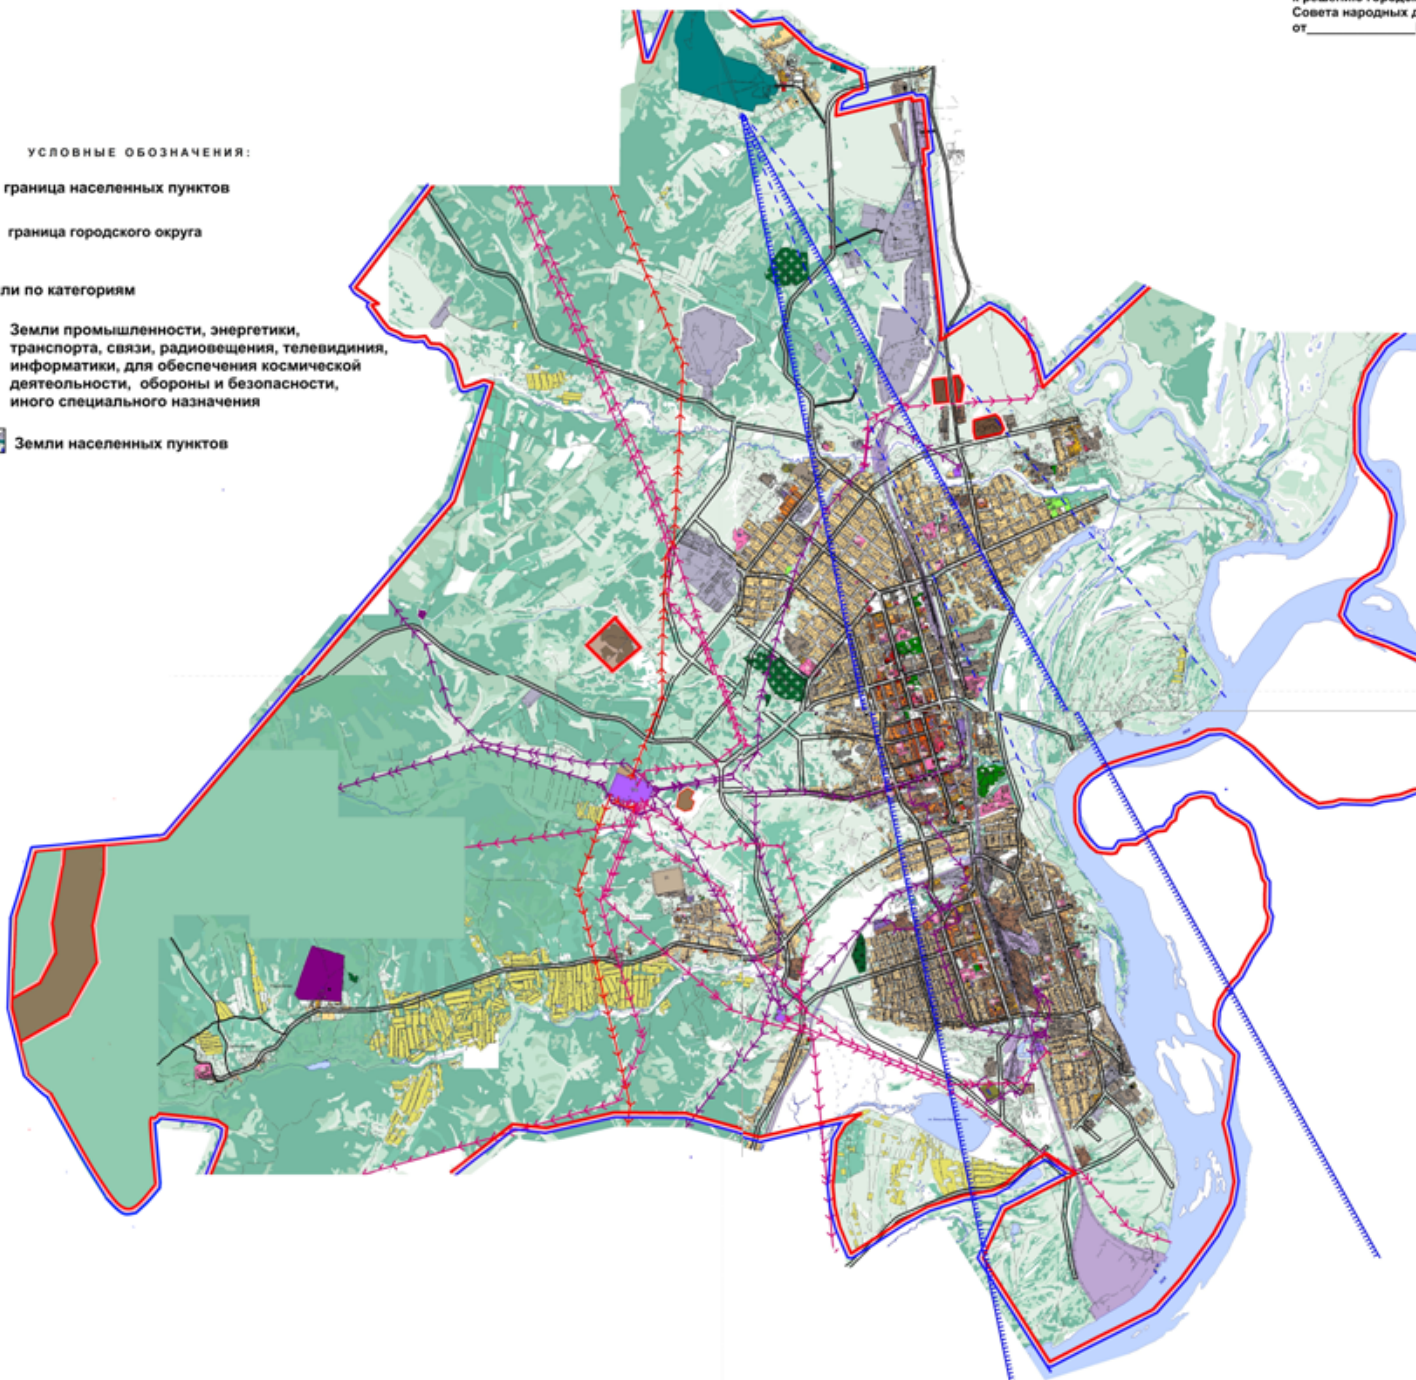 Совета народных д
от
УСЛОВНЫЕ ОБОЗНАЧЕНИЯ:
граница населенных пунктов
граница городского округа
ли по категориям
Земли промышленности, энергетики,
транспорта, связи, радиовещения, телевидиния,
информатики, для обеспечения космической
деятеольности, обороны и безопасности,
иного специального назначения
Земли населенных пунктов